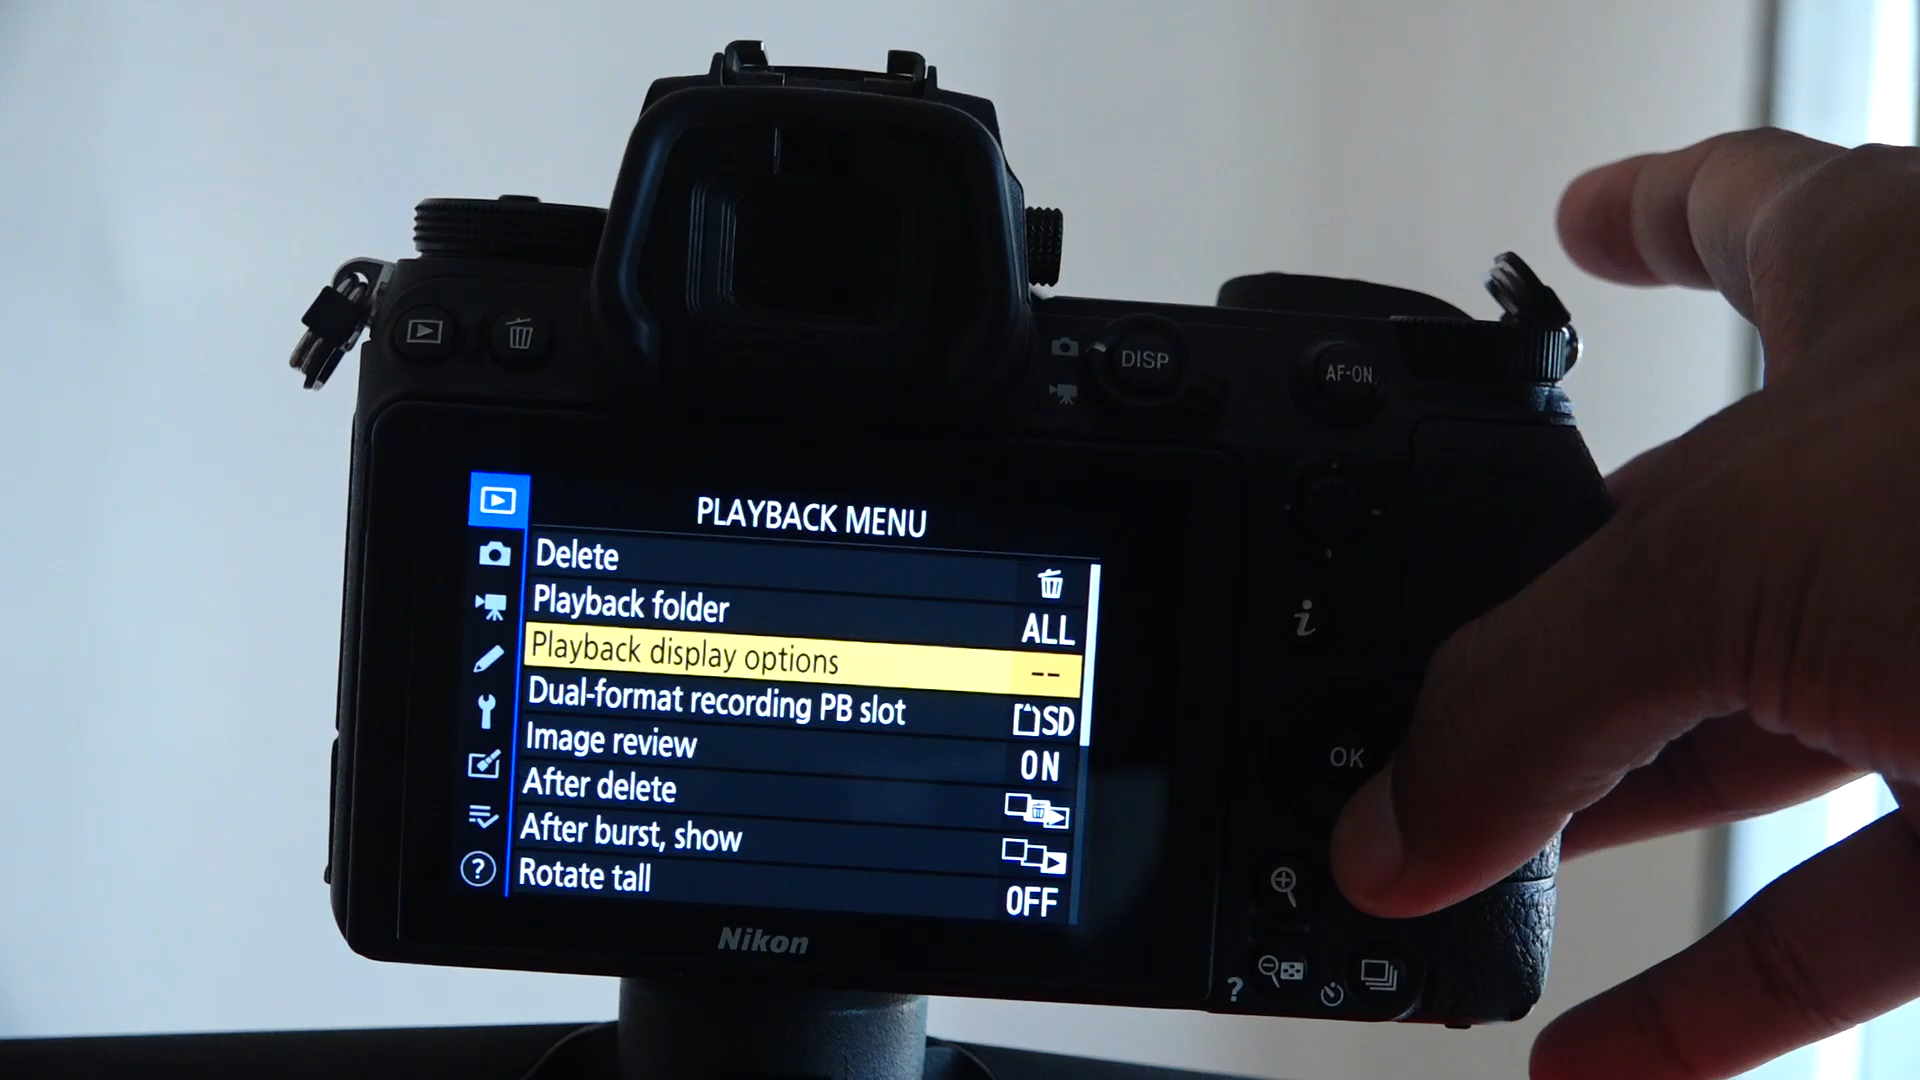 DISP
AF-ON
PLAYBACK MENU
Delete
Playback folder ALL
Playback display options --
Dual-format recording PB slot SD
Image review ON
After delete
After burst, show
Rotate tall OFF
?
i
OK
Nikon
?